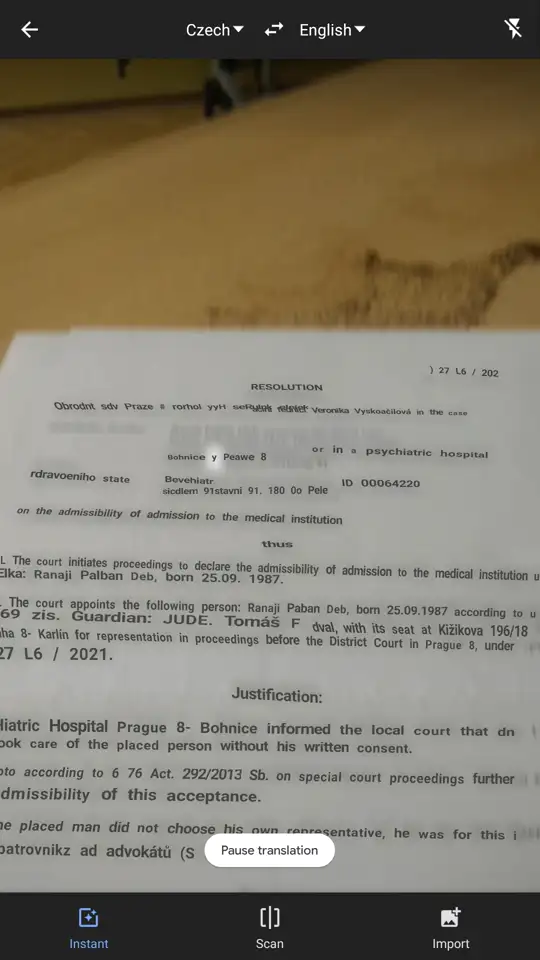 Czech
English
) 27 L6 / 202
RESOLUTION
Obrodnt sdv Praze 8 rorhol yyH Veronika Vyskoačilová in the case
or in a psychiatric hospital
Bohnice y Peawe 8
rdravoeniho state
Bevehiatr
ID 00064220
sicdlem 91stavni 91. 180 0o Pele
on the admissibility of admission to the medical institution
thus
I. The court initiates proceedings to declare the admissibility of admission to the medical institution u
Elka: Ranaji Palban Deb, born 25.09. 1987.
. The court appoints the following person: Ranaji Paban Deb, born 25.09.1987 according to u
69 zis. Guardian: JUDE. Tomáš F dval, with its seat at Kižikova 196/18
aha 8- Karlin for representation in proceedings before the District Court in Prague 8, under
27 L6 / 2021.
Justification:
hiatric Hospital Prague 8- Bohnice informed the local court that dn
ook care of the placed person without his written consent.
oto according to 6 76 Act. 292/2013 Sb. on special court proceedings further
dmissibility of this acceptance.
he placed man did not choose his own representative, he was for this i
patrovnikz ad advokátů (S
Pause translation
Instant
Scan
Import